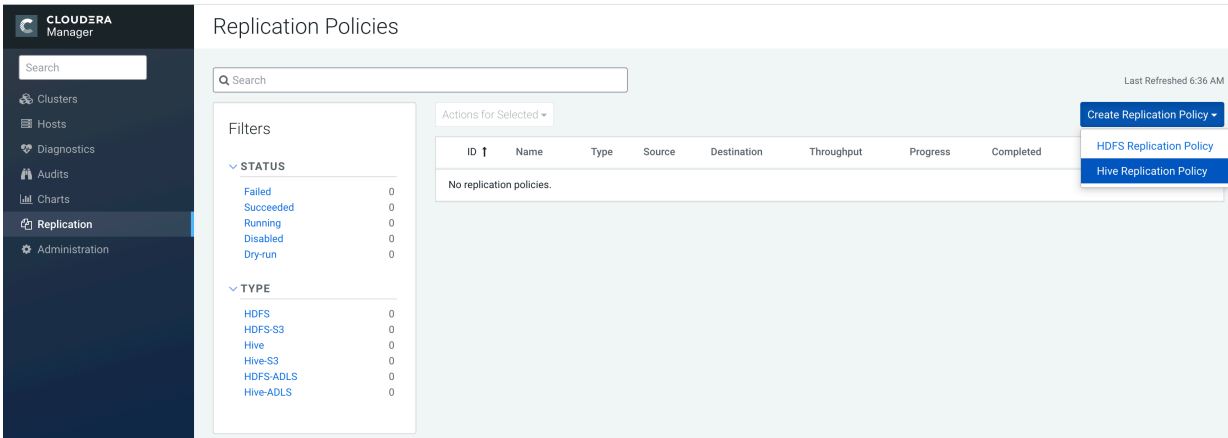 CLOUDERA
Manager
Replication Policies
Search
Clusters
Hosts
Diagnostics
Audits
Charts
Replication
Administration
Search
Last Refreshed 6:36 AM
Filters
STATUS
Failed 0
Succeeded 0
Running 0
Disabled 0
Dry-run 0
TYPE
HDFS 0
HDFS-S3 0
Hive 0
Hive-S3 0
HDFS-ADLS 0
Hive-ADLS 0
Actions for Selected
Create Replication Policy
HDFS Replication Policy
Hive Replication Policy
ID Name Type Source Destination Throughput Progress Completed
No replication policies.